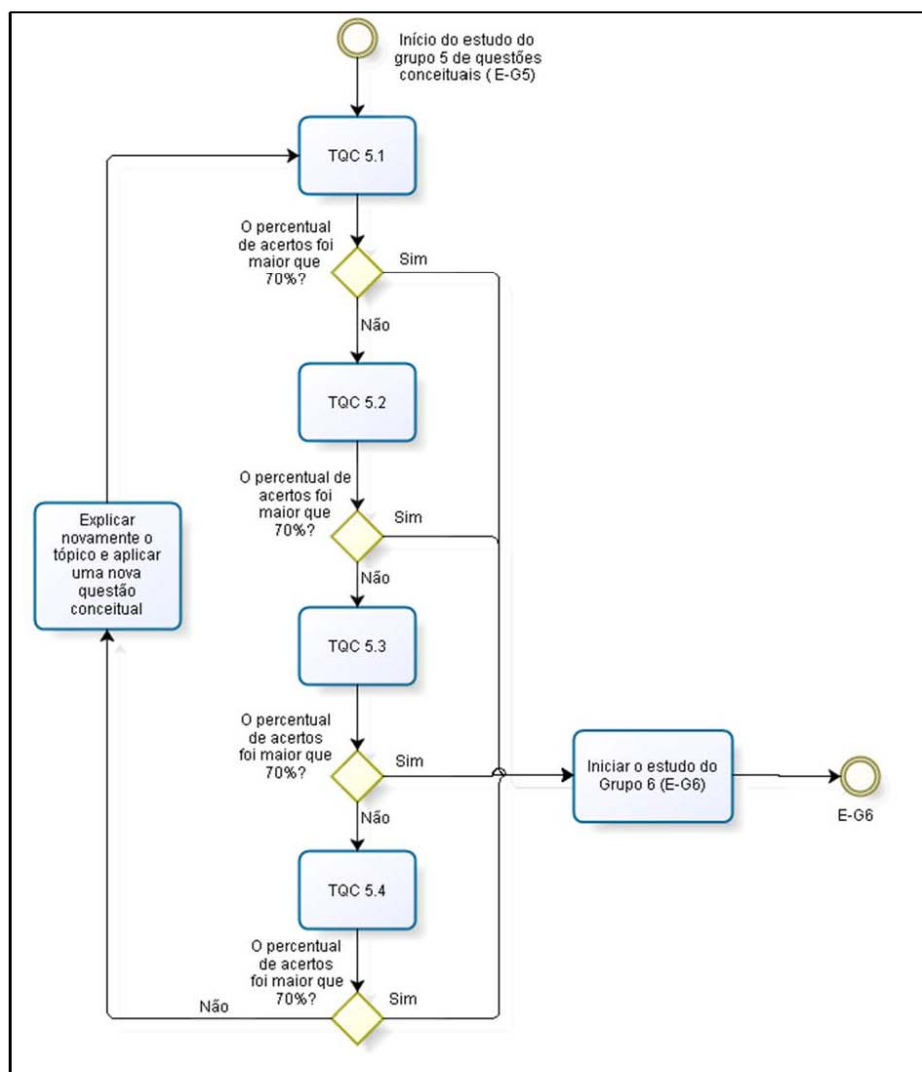 Início do estudo do
grupo 5 de questões
conceituais ( E-G5)
TQC 5.1
O percentual
de acertos foi
maior que
70%?
Sim
Não
TQC 5.2
O percentual de
acertos foi
maior que
70%?
Sim
Não
Explicar
novamente o
tópico e aplicar
uma nova
questão
conceitual
TQC 5.3
O percentual
de acertos
foi maior que
70%?
Sim
Não
Iniciar o estudo do
Grupo 6 (E-G6)
E-G6
TQC 5.4
O percentual
de acertos
foi maior que
70%?
Não
Sim